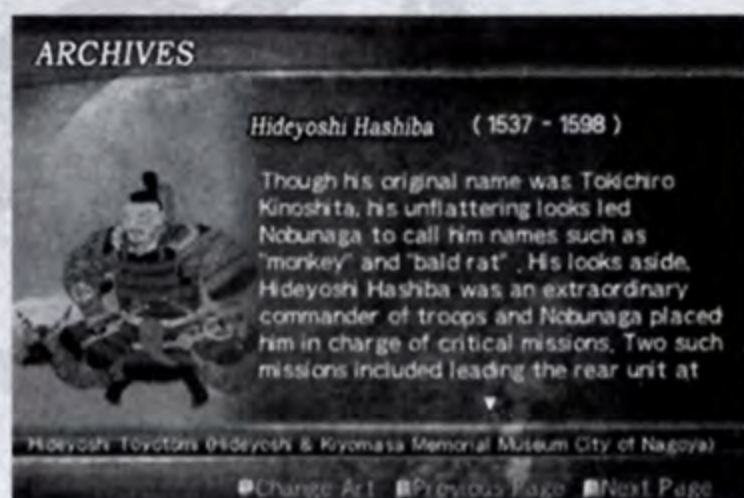 ARCHIVES
Hideyoshi Hashiba ( 1537 - 1598 )
Though his original name was Tokichiro
Kinoshita, his unflattering looks led
Nobunaga to call him names such as
"monkey" and "bald rat" . His looks aside,
Hideyoshi Hashiba was an extraordinary
commander of troops and Nobunaga placed
him in charge of critical missions. Two such
missions included leading the rear unit at
Hideyoshi Toyotomi (Hideyoshi & Kiyomasa Memorial Museum City of Nagoya)
Change Art Previous Page Next Page